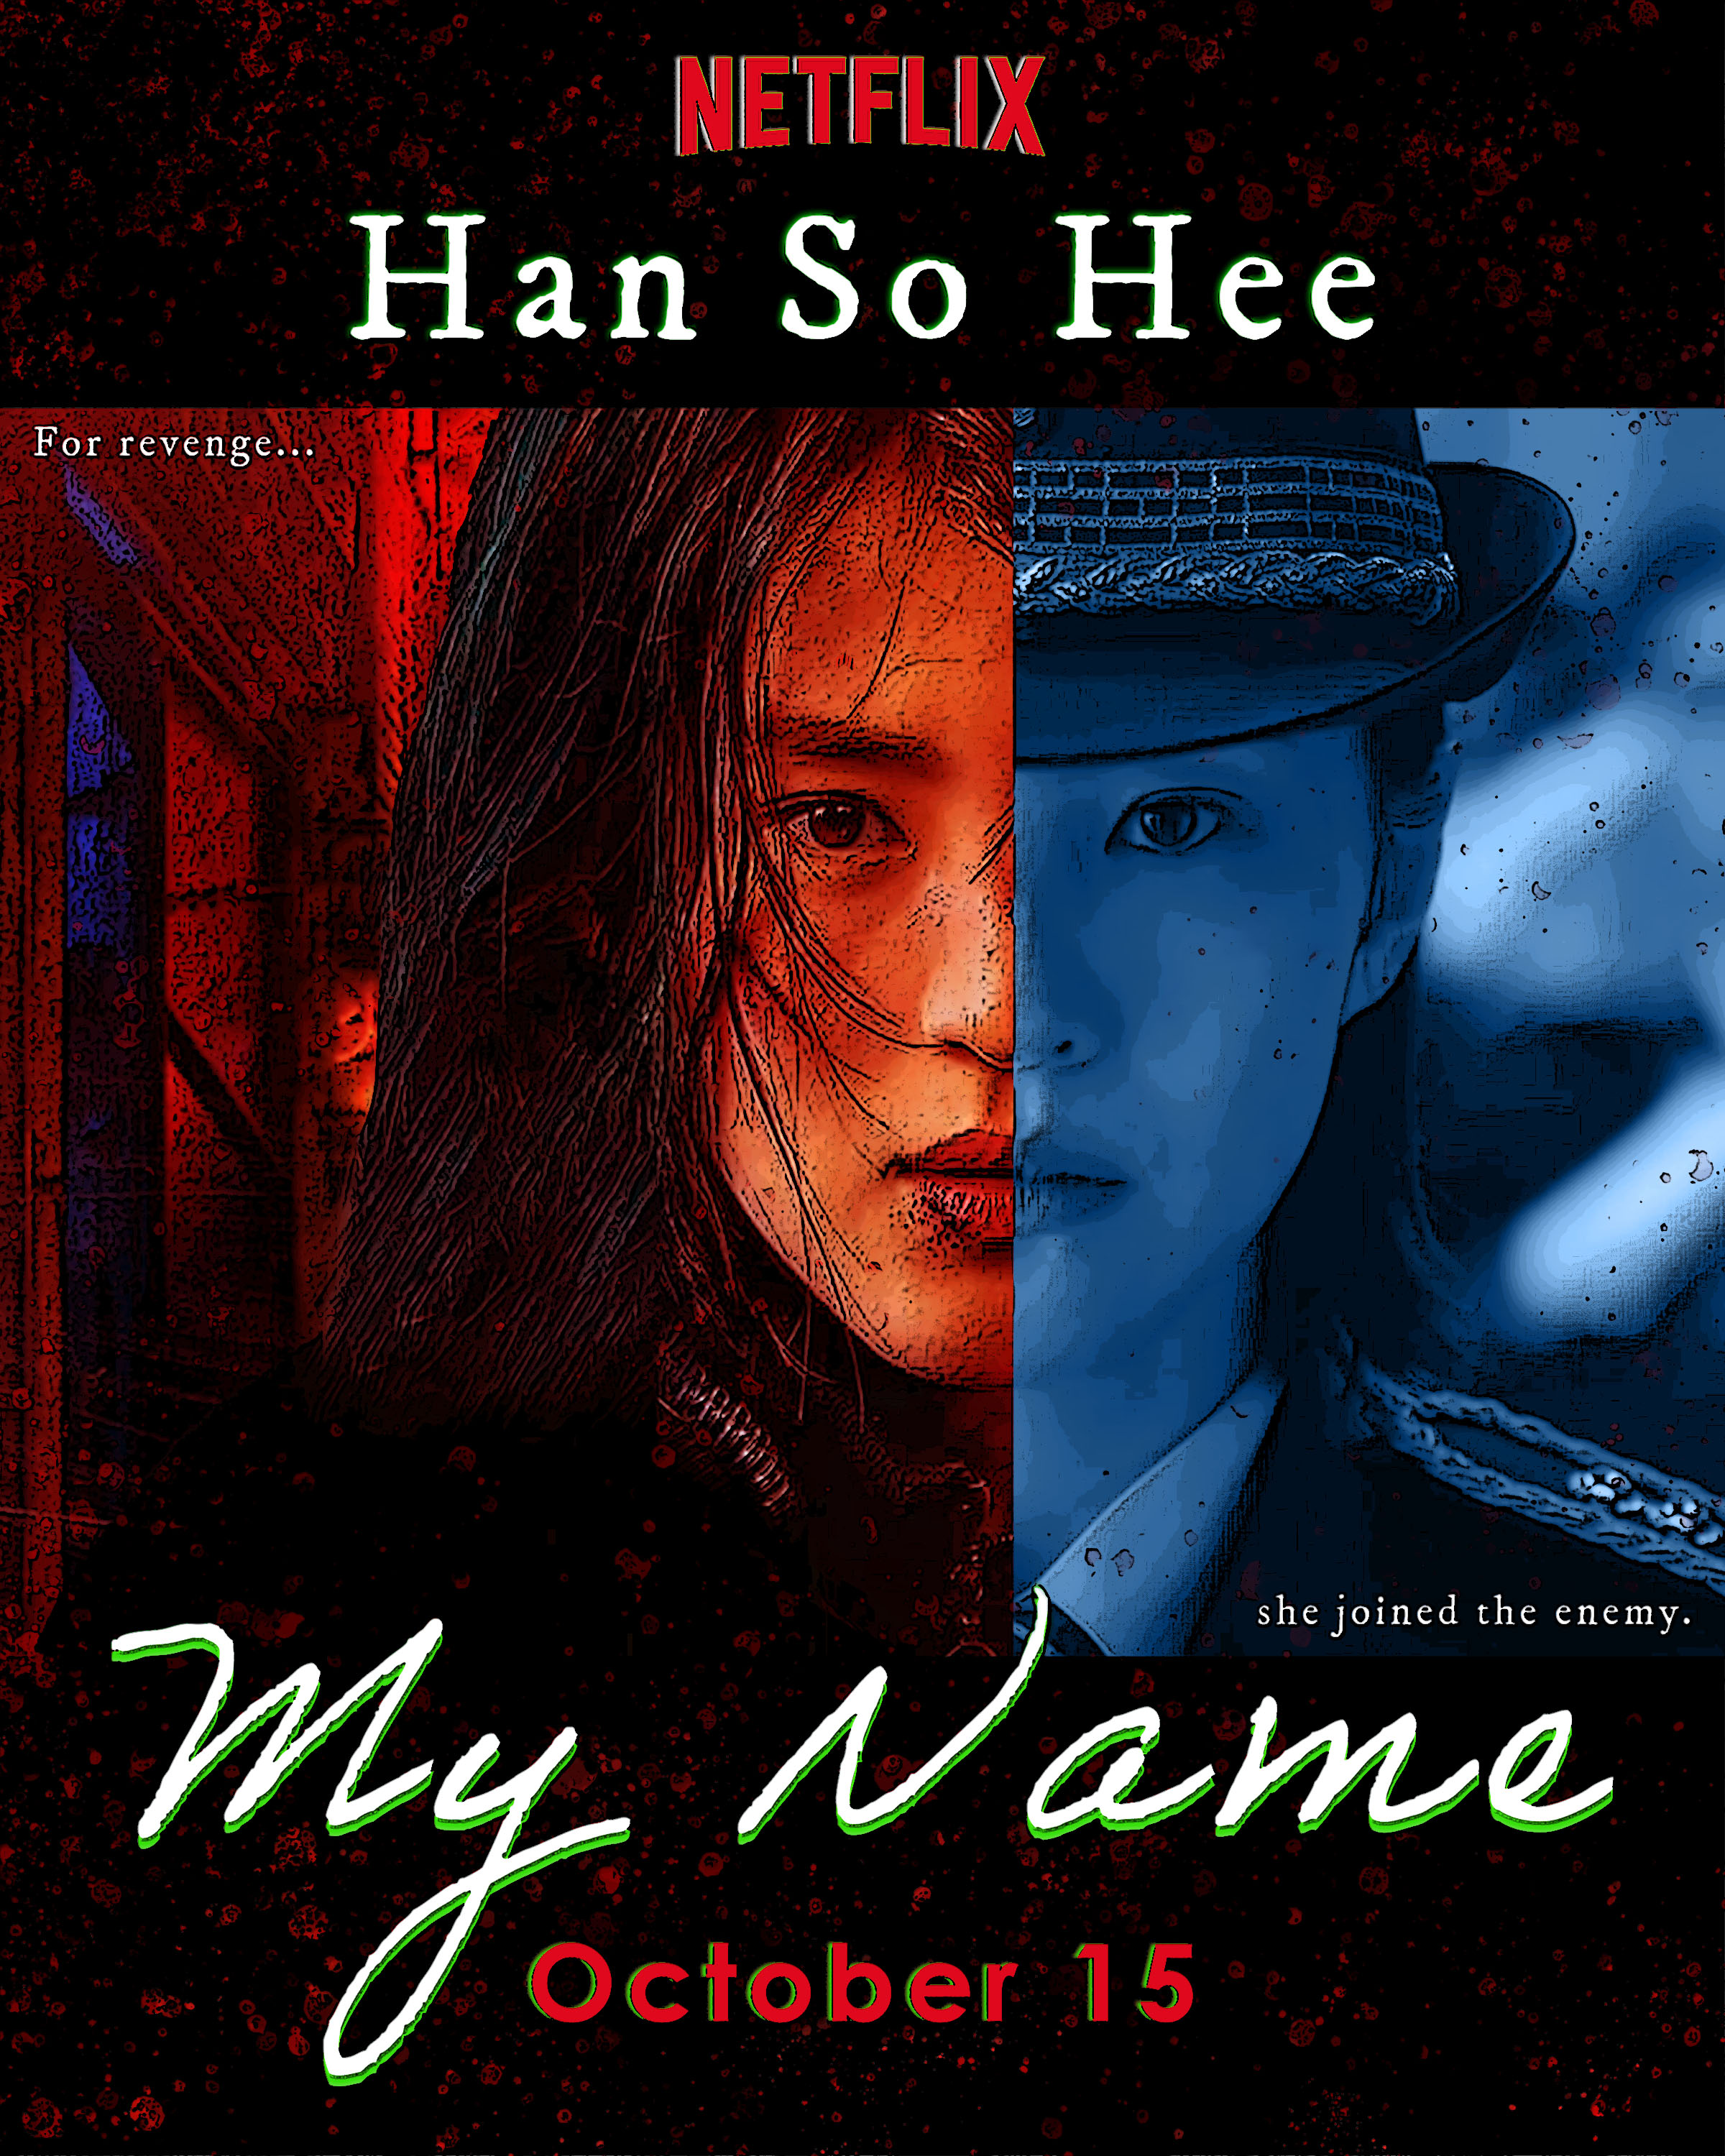 NETFLIX
Han So Hee
For revenge...
she joined the enemy.
My Name
October 15